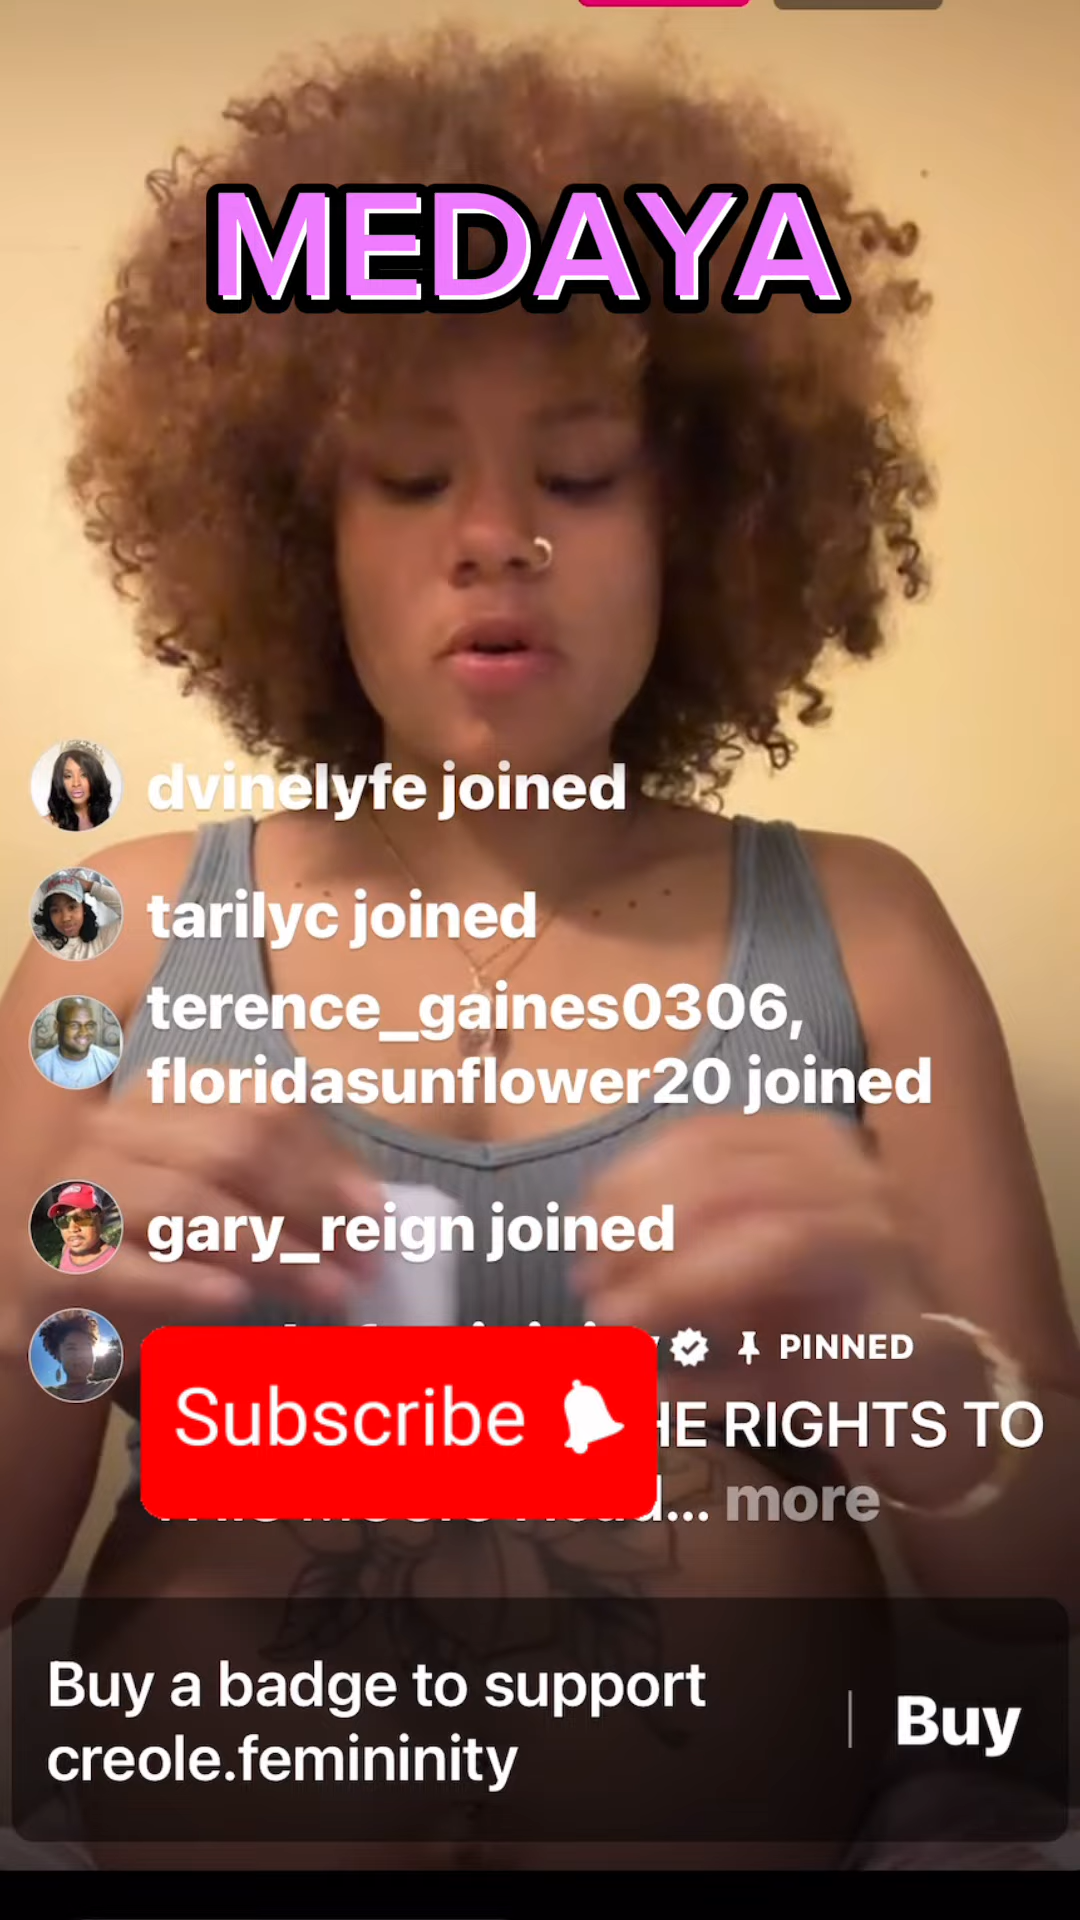 MEDAYA
dvinelyfe joined
tarilyc joined
terence_gaines0306,
floridasunflower20 joined
gary_reign joined
PINNED
Subscribe
RIGHTS TO
... more
Buy a badge to support
creole.femininity
Buy